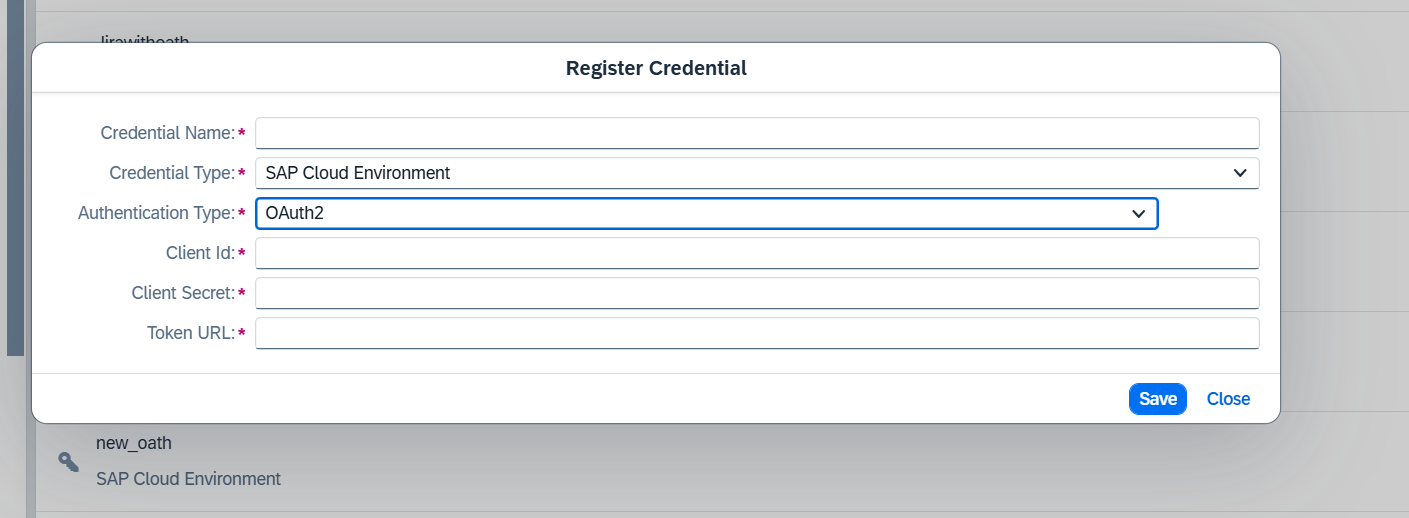 Register Credential
Credential Name:*
Credential Type:* SAP Cloud Environment
Authentication Type:* OAuth2
Client Id:*
Client Secret:*
Token URL:*
Save Close
new_oath
SAP Cloud Environment